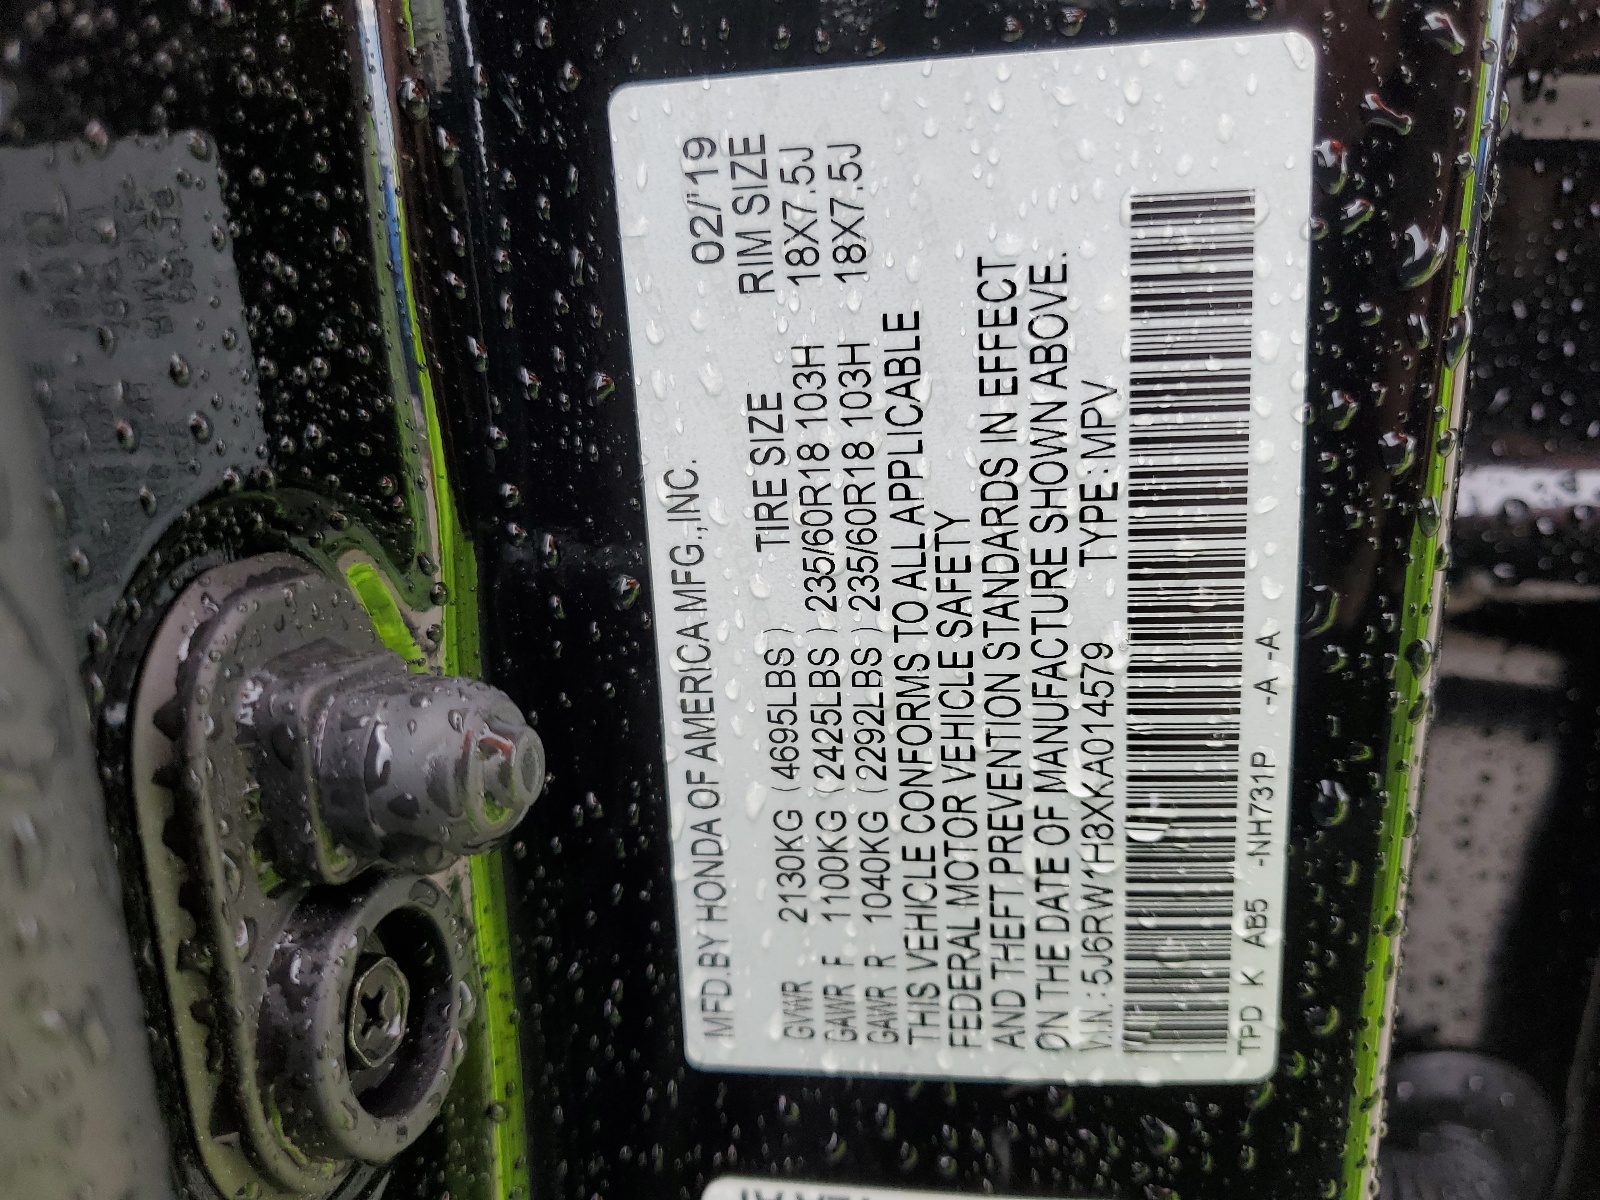 MFD.BY HONDA OF AMERICA MFG.,INC. 02/'19
TIRE SIZE RIM SIZE
GVWR 2130KG (4695LBS)
GAWR F 1100KG (2425LBS) 235/60R18 103H 18X7.5J
GAWR R 1040KG (2292LBS) 235/60R18 103H 18X7.5J
THIS VEHICLE CONFORMS TO ALL APPLICABLE
FEDERAL MOTOR VEHICLE SAFETY
AND THEFT PREVENTION STANDARDS IN EFFECT
ON THE DATE OF MANUFACTURE SHOWN ABOVE.
V.I.N.: 5J6RW1H8XKA014579 TYPE: MPV
TPD K AB5 -NH731P -A -A